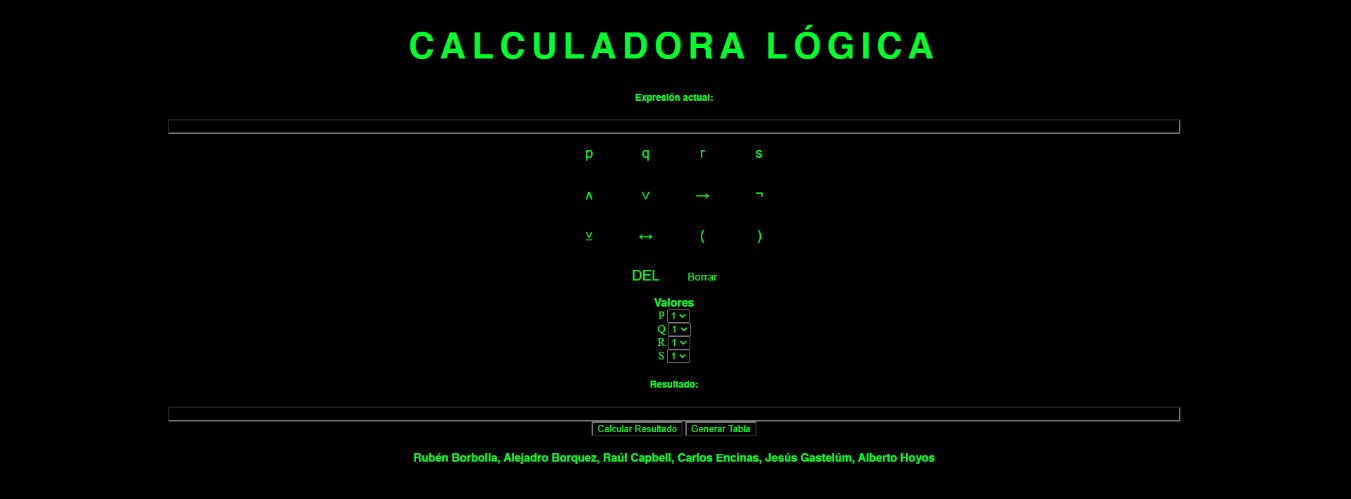 CALCULADORA LÓGICA
Expresión actual:
p q r s
∧ ∨ → ¬
⊻ ↔ ( )
DEL Borrar
Valores
P 1
Q 1
R 1
S 1
Resultado:
Calcular Resultado Generar Tabla
Rubén Borbolla, Alejadro Borquez, Raúl Capbell, Carlos Encinas, Jesús Gastelúm, Alberto Hoyos